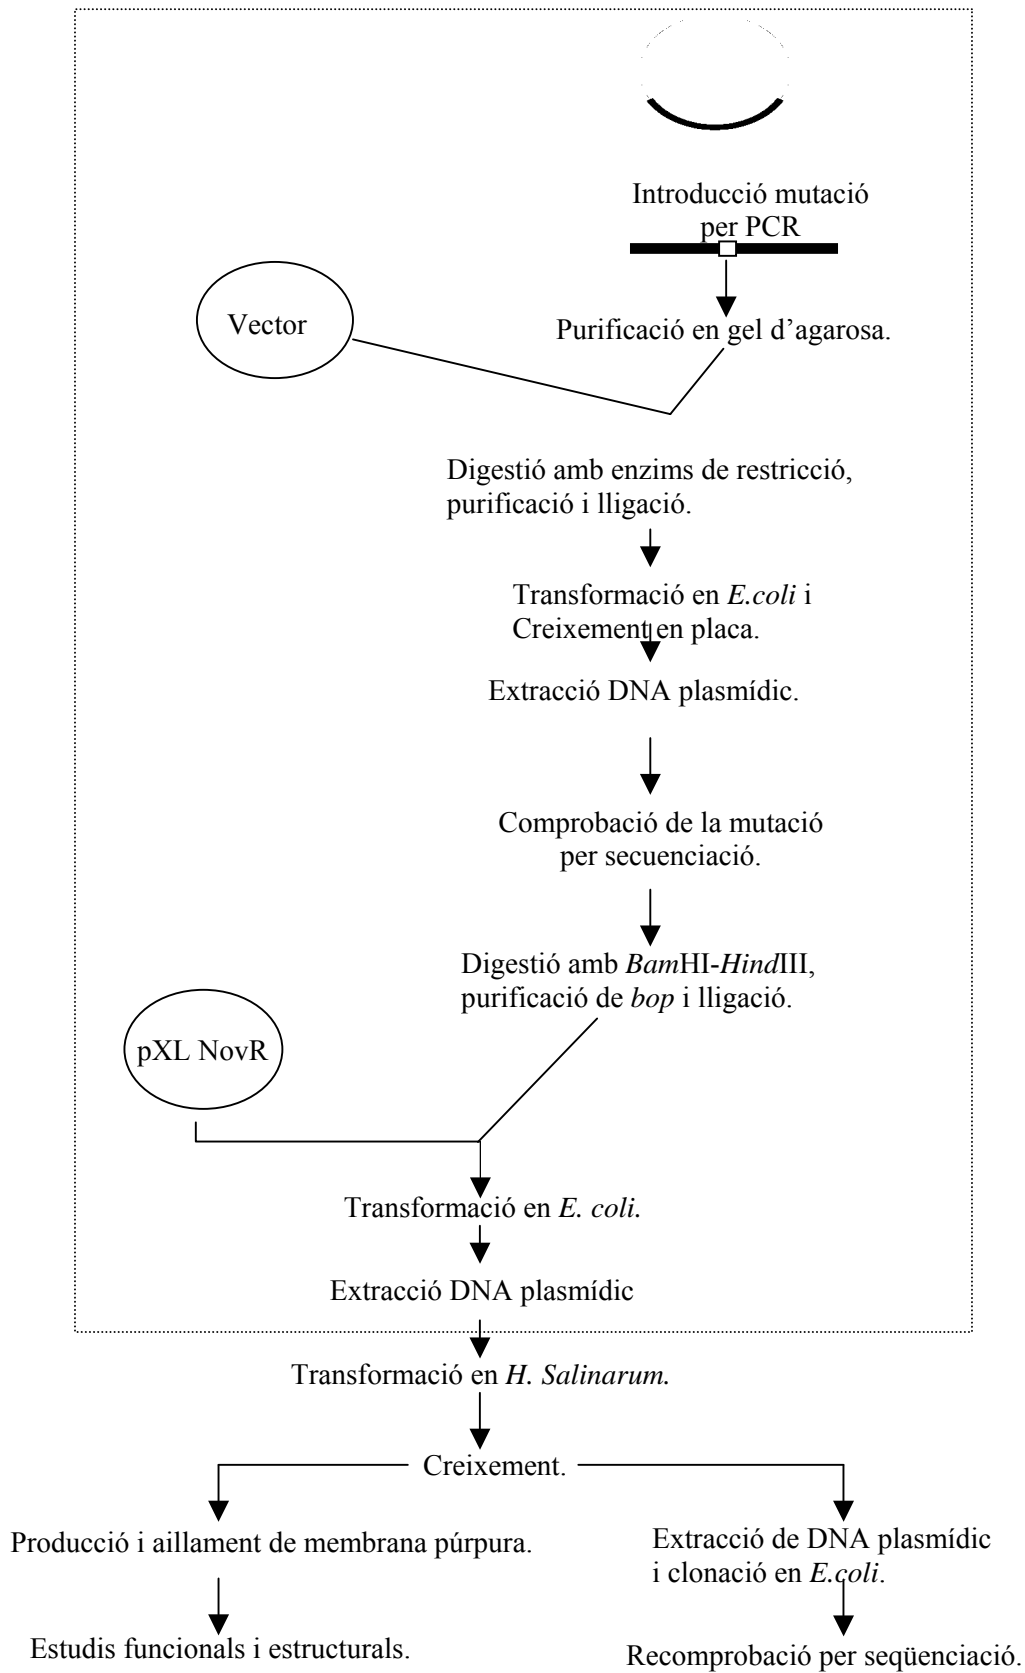 Introducció mutació
per PCR
Vector
Purificació en gel d’agarosa.
Digestió amb enzims de restricció,
purificació i lligació.
Transformació en E.coli i
Creixement en placa.
Extracció DNA plasmídic.
Comprobació de la mutació
per secuenciació.
Digestió amb BamHI-HindIII,
purificació de bop i lligació.
pXL NovR
Transformació en E. coli.
Extracció DNA plasmídic
Transformació en H. Salinarum.
Creixement.
Producció i aillament de membrana púrpura.
Extracció de DNA plasmídic
i clonació en E.coli.
Estudis funcionals i estructurals.
Recomprobació per seqüenciació.